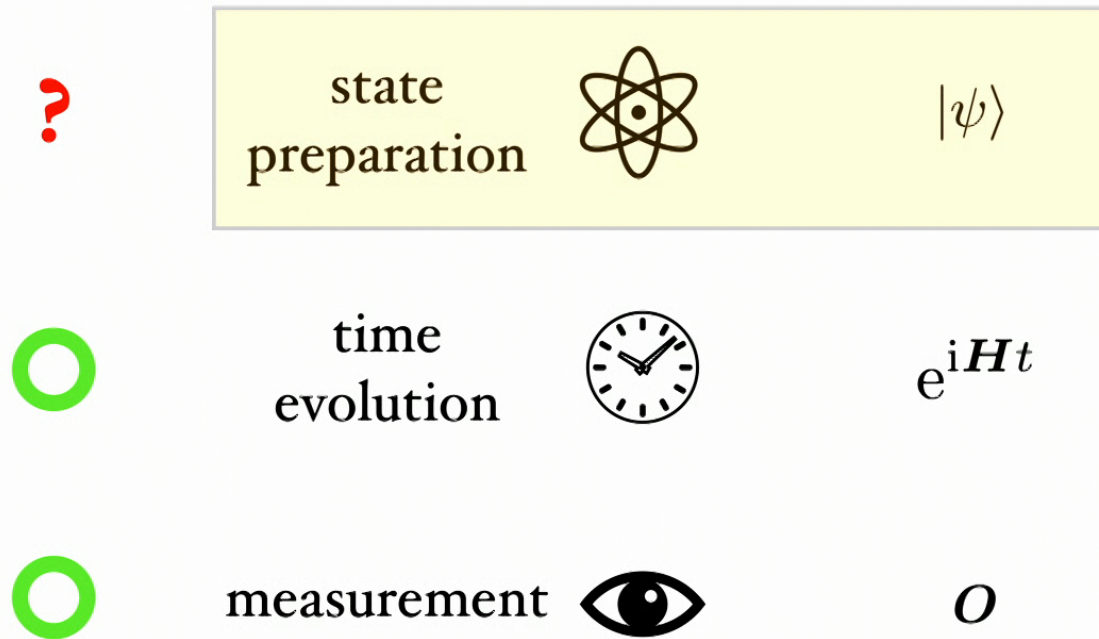 ?
state
preparation
|ψ⟩
time
evolution
e^{iHt}
measurement
O